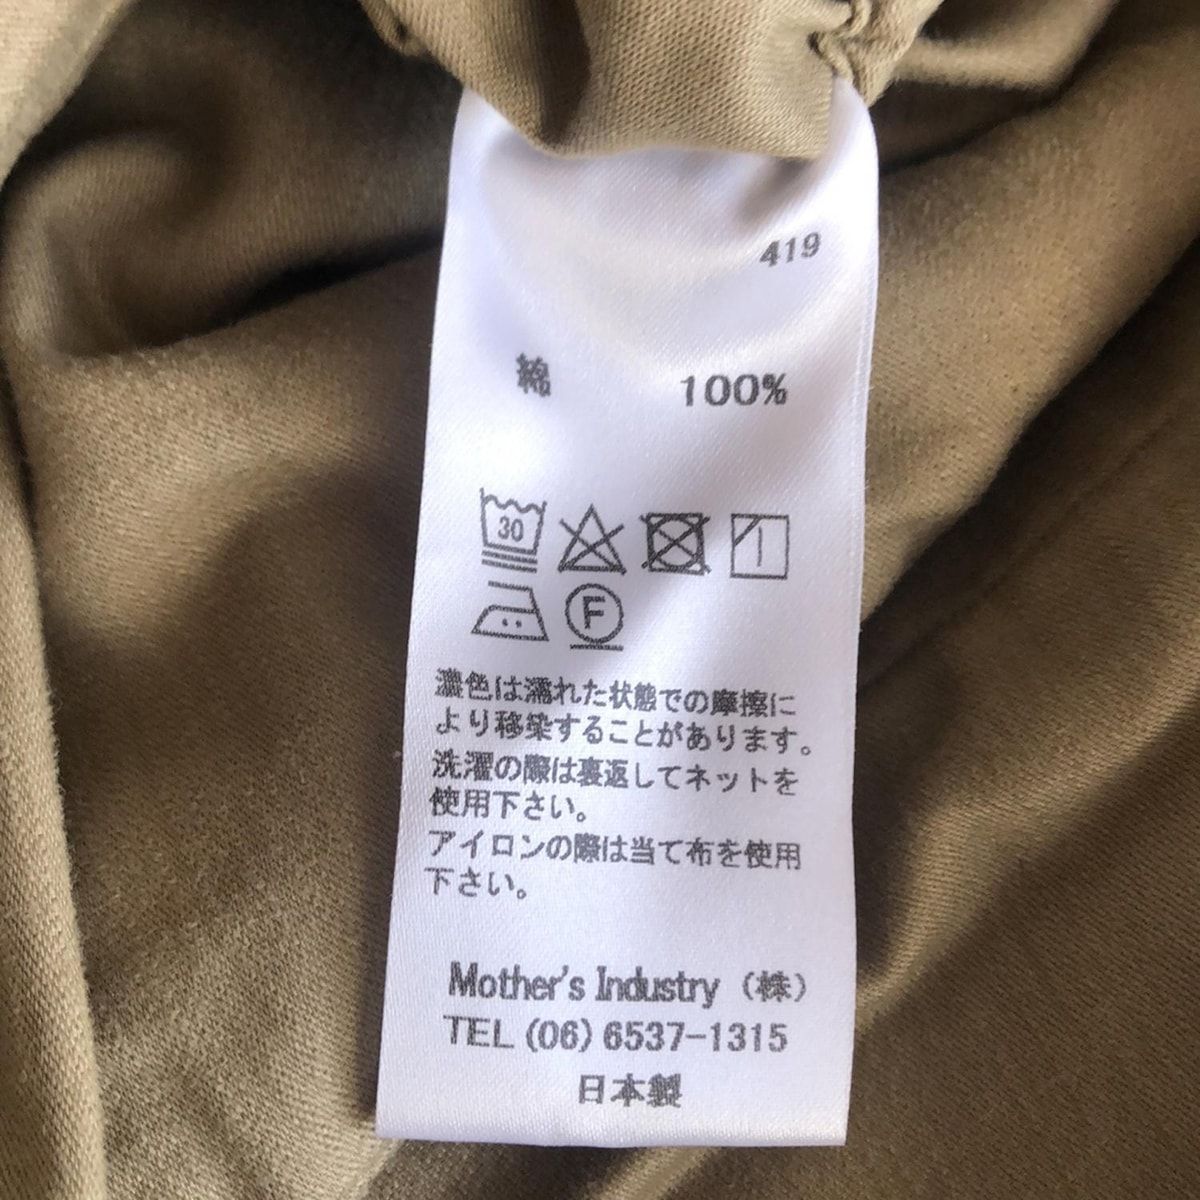 419
綿 100%
30
F
濃色は濡れた状態での摩擦に
より移染することがあります。
洗濯の際は裏返してネットを
使用下さい。
アイロンの際は当て布を使用
下さい。
Mother's Industry (株)
TEL (06) 6537-1315
日本製